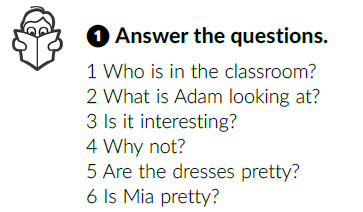 1 Answer the questions.
1 Who is in the classroom?
2 What is Adam looking at?
3 Is it interesting?
4 Why not?
5 Are the dresses pretty?
6 Is Mia pretty?